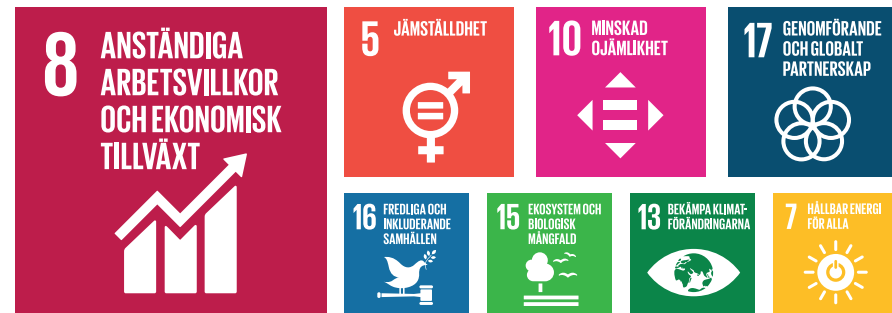 8
ANSTÄNDIGA
ARBETSVILLKOR
OCH EKONOMISK
TILLVÄXT
5
JÄMSTÄLLDHET
10
MINSKAD
OJÄMLIKHET
17
GENOMFÖRANDE
OCH GLOBALT
PARTNERSKAP
16
FREDLIGA OCH
INKLUDERANDE
SAMHÄLLEN
15
EKOSYSTEM OCH
BIOLOGISK
MÅNGFALD
13
BEKÄMPA KLIMAT-
FÖRÄNDRINGARNA
7
HÅLLBAR ENERGI
FÖR ALLA